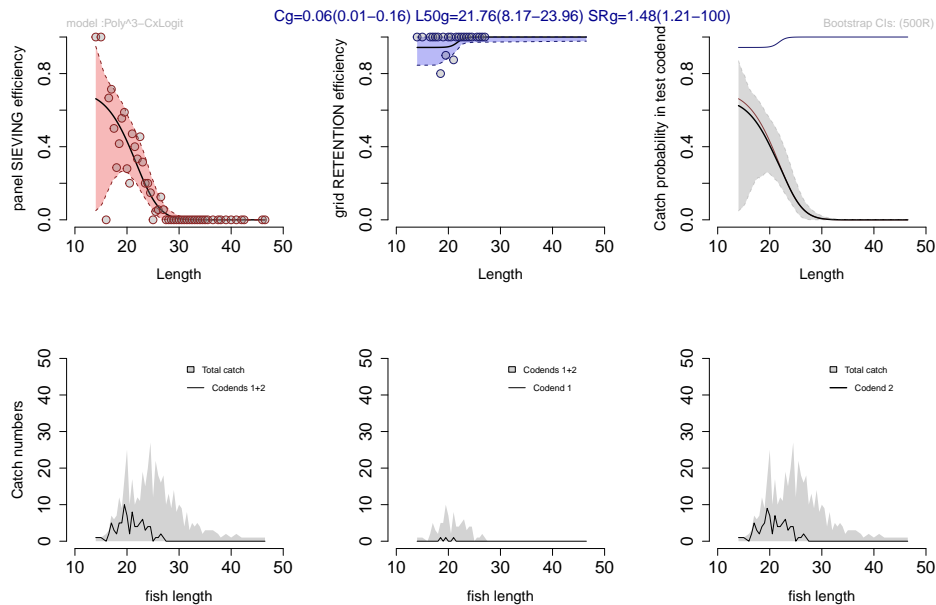 Cg=0.06(0.01−0.16) L50g=21.76(8.17−23.96) SRg=1.48(1.21−100)
model :Poly^3−CxLogit
Bootstrap CIs: (500R)
panel SIEVING efficiency
0.0 0.4 0.8
10 20 30 40 50
Length
grid RETENTION efficiency
0.0 0.4 0.8
10 20 30 40 50
Length
Catch probability in test codend
0.0 0.4 0.8
10 20 30 40 50
Length
Catch numbers
0 10 20 30 40 50
Total catch
Codends 1+2
10 20 30 40 50
fish length
0 10 20 30 40 50
Codends 1+2
Codend 1
10 20 30 40 50
fish length
0 10 20 30 40 50
Total catch
Codend 2
10 20 30 40 50
fish length